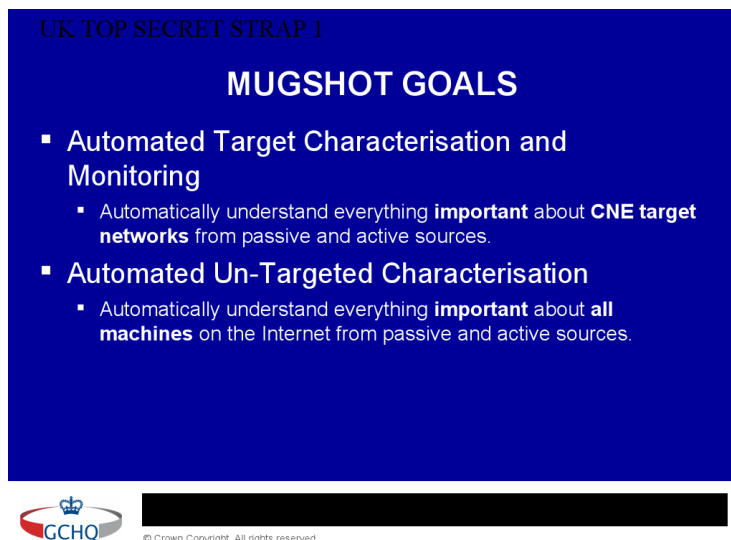 UK TOP SECRET STRAP 1
MUGSHOT GOALS
▪ Automated Target Characterisation and
Monitoring
▪ Automatically understand everything important about CNE target
networks from passive and active sources.
▪ Automated Un-Targeted Characterisation
▪ Automatically understand everything important about all
machines on the Internet from passive and active sources.
GCHQ
© Crown Copyright. All rights reserved